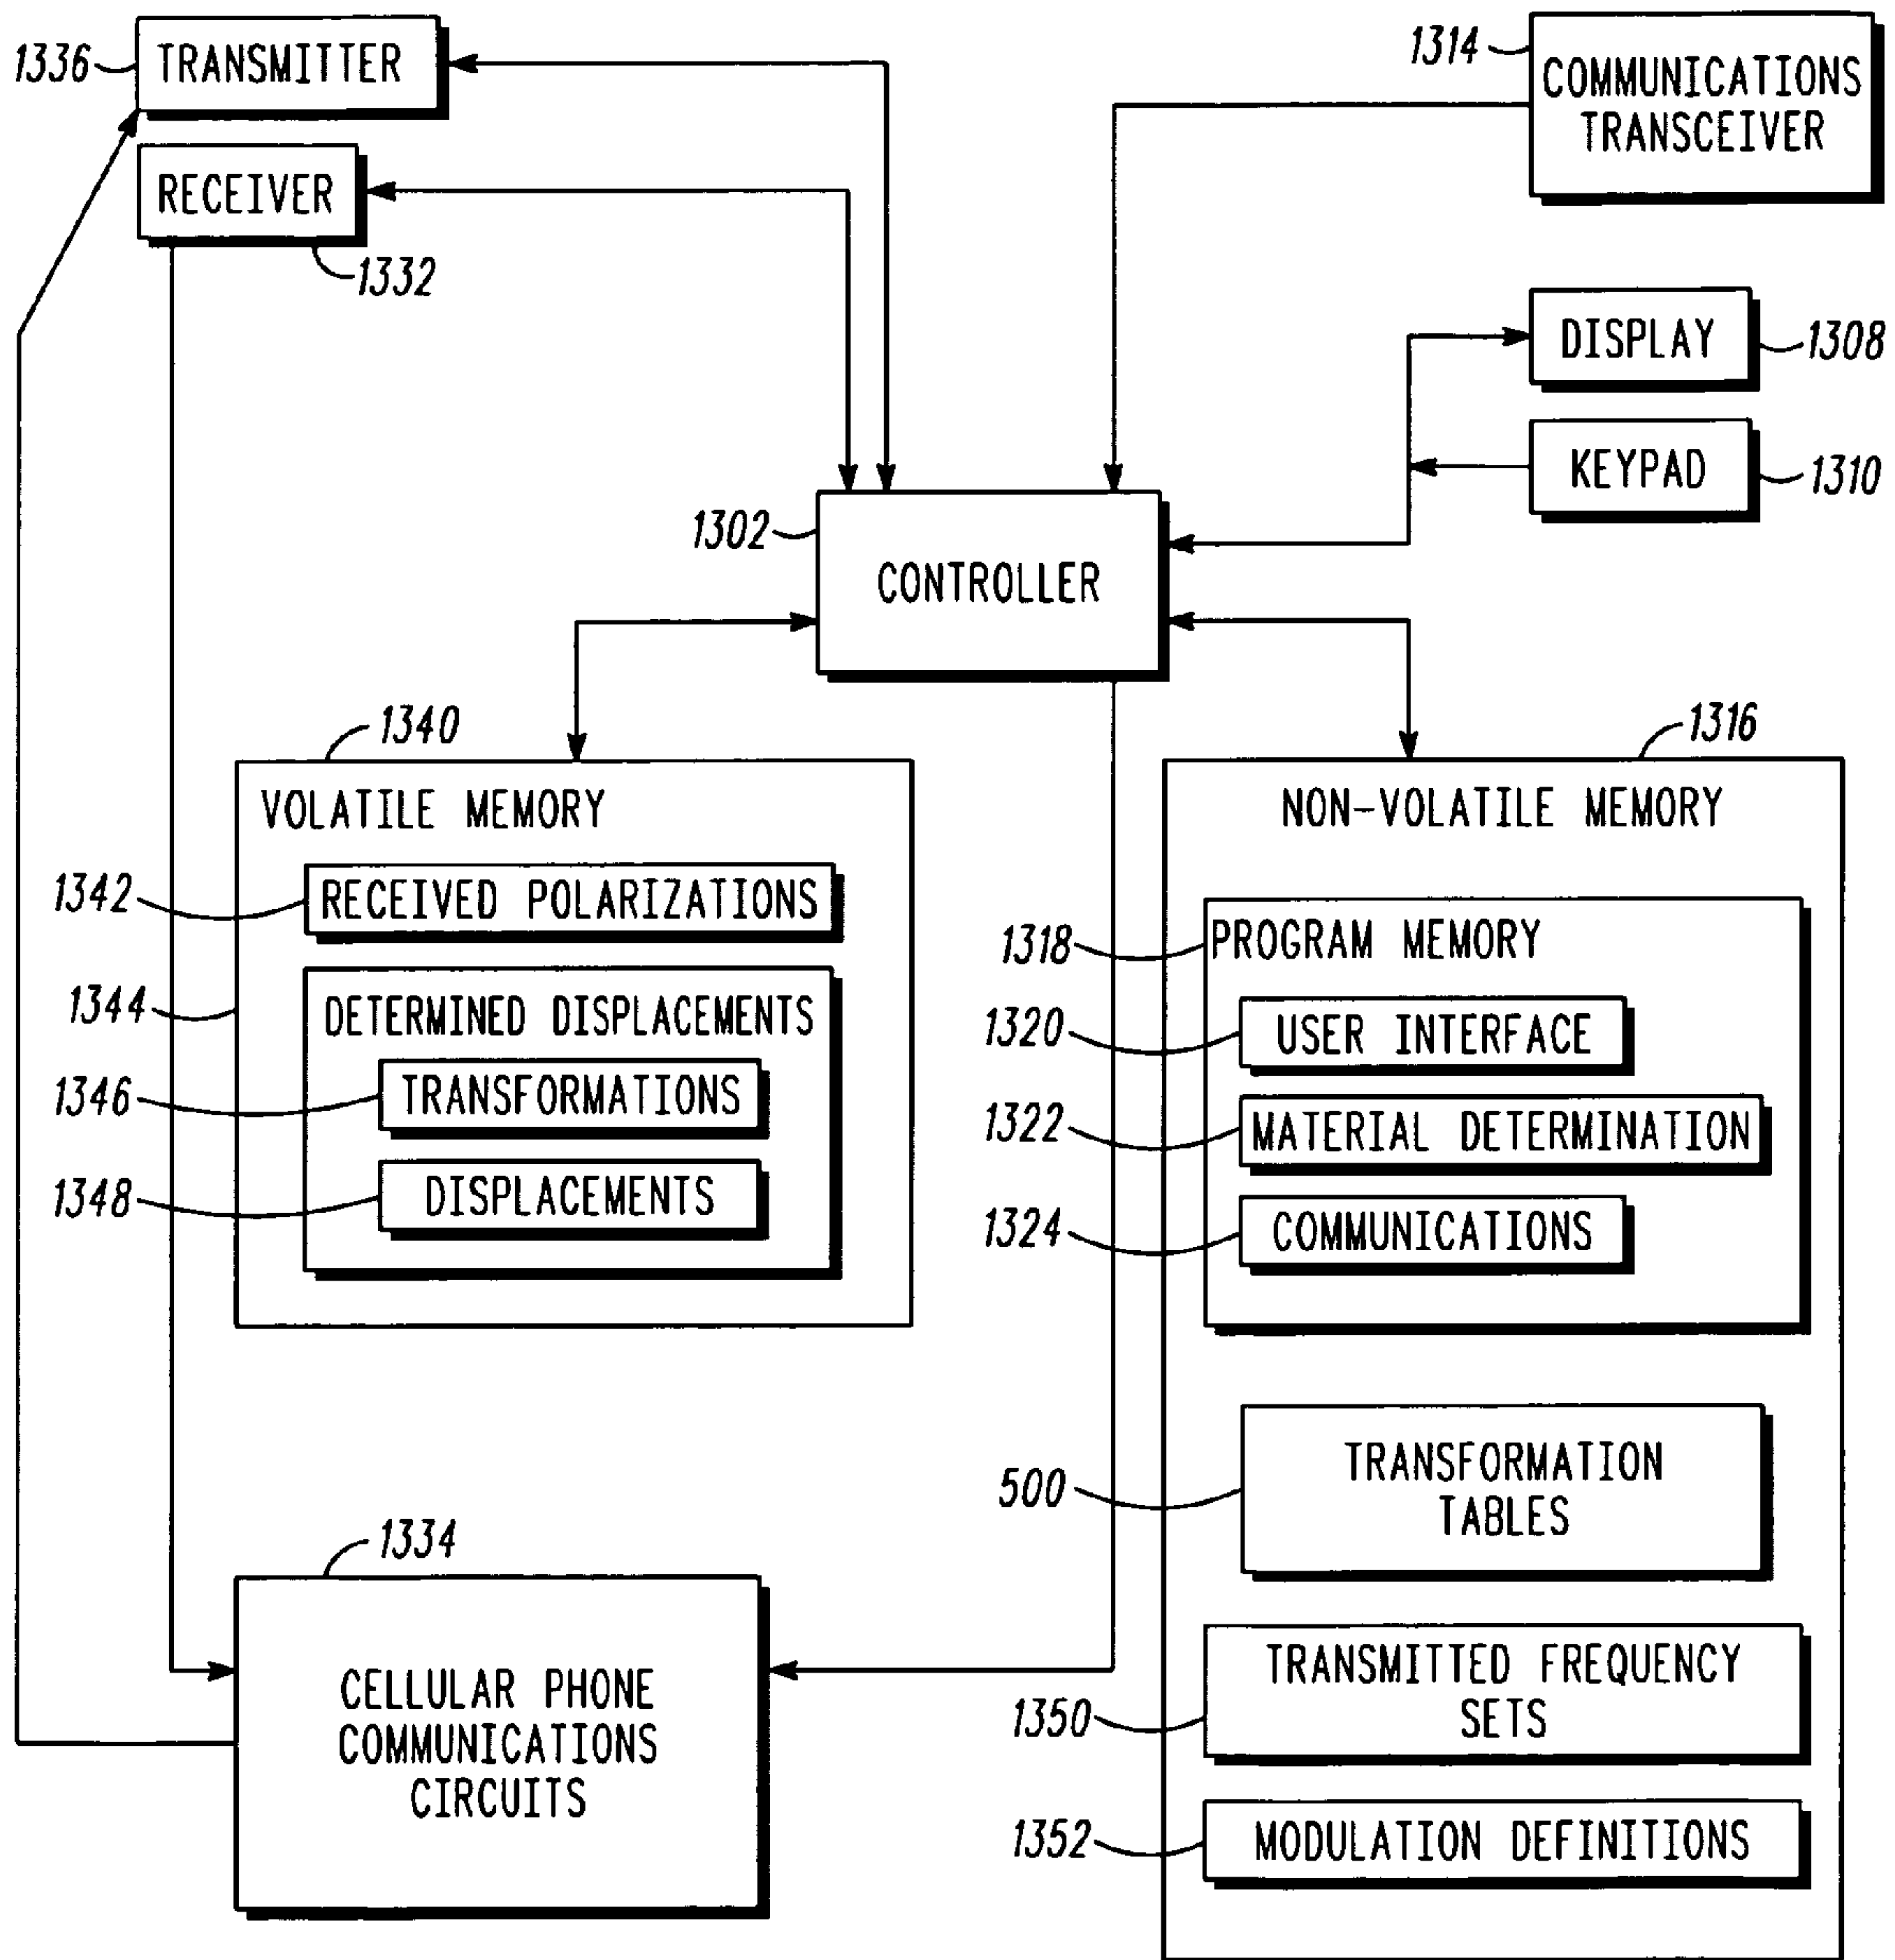 1336
TRANSMITTER
RECEIVER
1332
1314
COMMUNICATIONS
TRANSCEIVER
DISPLAY
1308
KEYPAD
1310
1302
CONTROLLER
1340
VOLATILE MEMORY
1342
RECEIVED POLARIZATIONS
1344
DETERMINED DISPLACEMENTS
1346
TRANSFORMATIONS
1348
DISPLACEMENTS
1316
NON-VOLATILE MEMORY
1318
PROGRAM MEMORY
1320
USER INTERFACE
1322
MATERIAL DETERMINATION
1324
COMMUNICATIONS
500
TRANSFORMATION
TABLES
1350
TRANSMITTED FREQUENCY
SETS
1352
MODULATION DEFINITIONS
1334
CELLULAR PHONE
COMMUNICATIONS
CIRCUITS